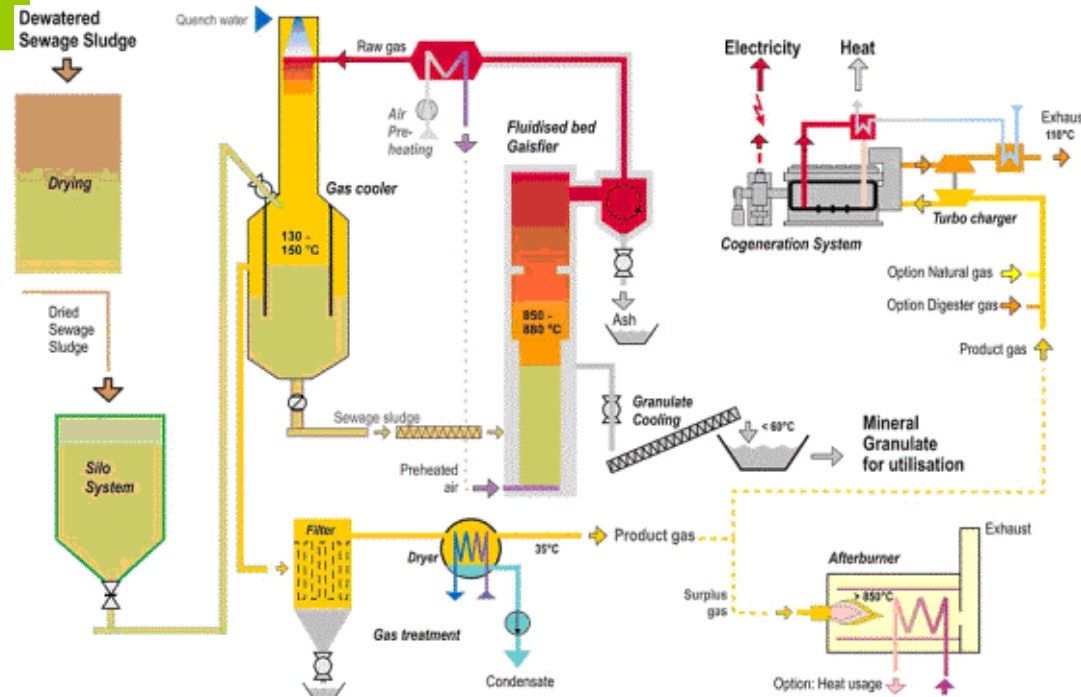 Dewatered
Sewage Sludge
Drying
Dried
Sewage
Sludge
Silo
System
Quench water
Raw gas
Air
Pre-
heating
Gas cooler
130 -
150 °C
Fluidised bed
Gaisfier
850 -
880 °C
Ash
Sewage sludge
Preheated
air
Granulate
Cooling
< 60°C
Mineral
Granulate
for utilisation
Electricity
Heat
Exhaust
110°C
Turbo charger
Cogeneration System
Option Natural gas
Option Digester gas
Product gas
Filter
Dryer
35°C
Product gas
Gas treatment
Condensate
Surplus
gas
Afterburner
> 850°C
Exhaust
Option: Heat usage